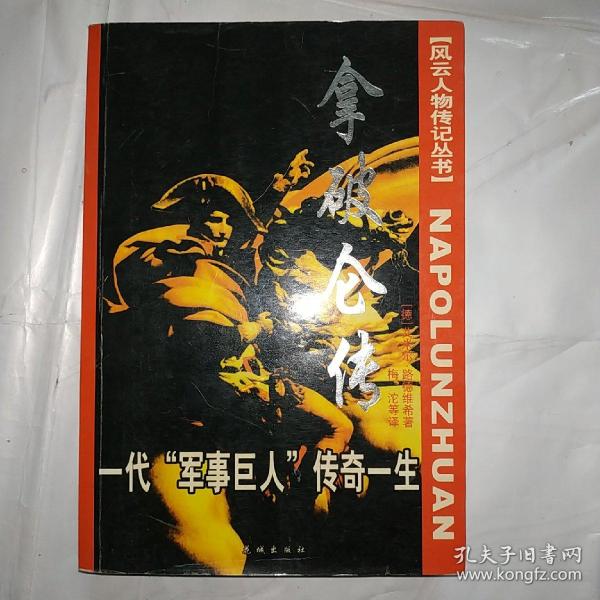 【风云人物传记丛书】
NAPOLUNZHUAN
拿破仑传
[德]
路德维希著
梅沱等译
一代“军事巨人”传奇一生
花城出版社
孔夫子旧书网
www.kongfz.com